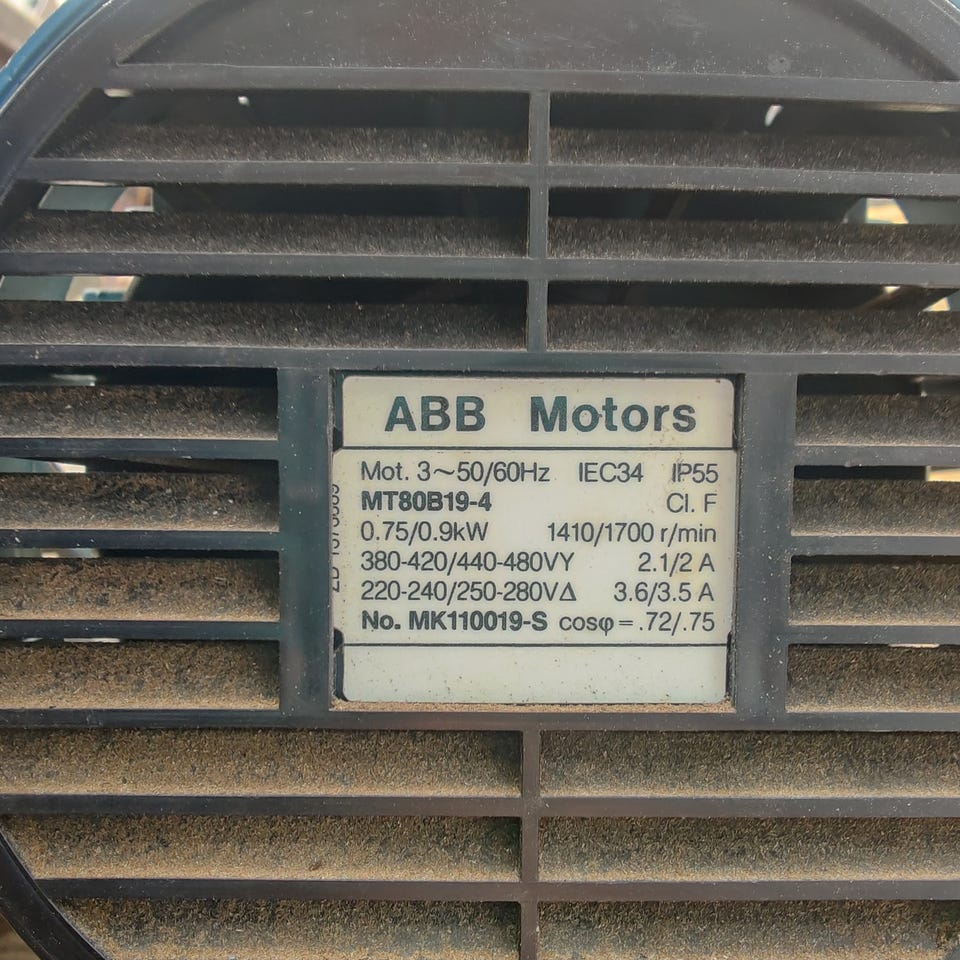 ABB Motors
Mot. 3~50/60Hz IEC34 IP55
MT80B19-4 Cl. F
0.75/0.9kW 1410/1700 r/min
380-420/440-480VY 2.1/2 A
220-240/250-280VΔ 3.6/3.5 A
No. MK110019-S cosφ = .72/.75